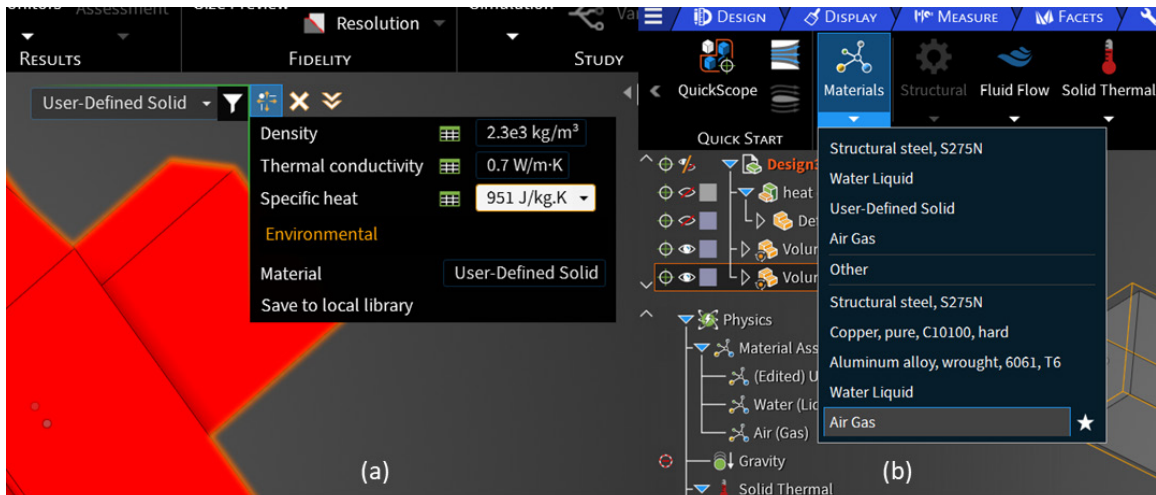 Assessment
Resolution
RESULTS
FIDELITY
STUDY
User-Defined Solid
Density
2.3e3 kg/m³
Thermal conductivity
0.7 W/m·K
Specific heat
951 J/kg.K
Environmental
Material
User-Defined Solid
Save to local library
(a)
DESIGN
DISPLAY
MEASURE
FACETS
QuickScope
Materials
Structural
Fluid Flow
Solid Thermal
QUICK START
Structural steel, S275N
Water Liquid
User-Defined Solid
Air Gas
Other
Structural steel, S275N
Copper, pure, C10100, hard
Aluminum alloy, wrought, 6061, T6
Water Liquid
Air Gas
heat
Physics
Material Ass
(Edited) U
Water (Liq
Air (Gas)
Gravity
Solid Thermal
(b)